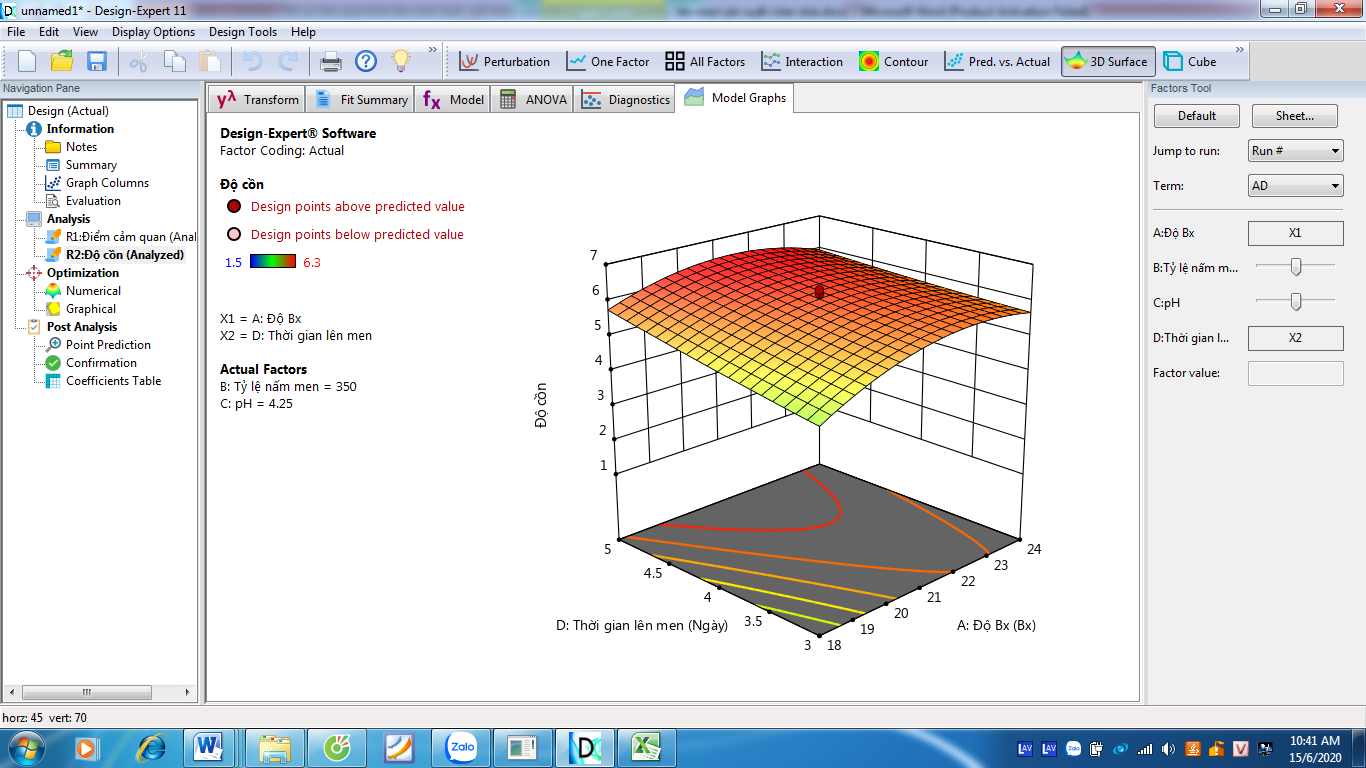 unnamed1* - Design-Expert 11
File Edit View Display Options Design Tools Help
» Perturbation One Factor All Factors Interaction Contour Pred. vs. Actual 3D Surface Cube »
Navigation Pane
Design (Actual)
Information
Notes
Summary
Graph Columns
Evaluation
Analysis
R1:Điểm cảm quan (Anal
R2:Độ cồn (Analyzed)
Optimization
Numerical
Graphical
Post Analysis
Point Prediction
Confirmation
Coefficients Table
yλ Transform Fit Summary fx Model ANOVA Diagnostics Model Graphs
Design-Expert® Software
Factor Coding: Actual
Độ cồn
Design points above predicted value
Design points below predicted value
1.5 6.3
X1 = A: Độ Bx
X2 = D: Thời gian lên men
Actual Factors
B: Tỷ lệ nấm men = 350
C: pH = 4.25
7
6
5
4
3
2
1
Độ cồn
5
4.5
4
3.5
3
D: Thời gian lên men (Ngày)
18
19
20
21
22
23
24
A: Độ Bx (Bx)
Factors Tool
Default Sheet...
Jump to run: Run #
Term: AD
A:Độ Bx X1
B:Tỷ lệ nấm m...
C:pH
D:Thời gian l... X2
Factor value:
horz: 45 vert: 70
Zalo
LAV LAV Zalo V
10:41 AM
15/6/2020